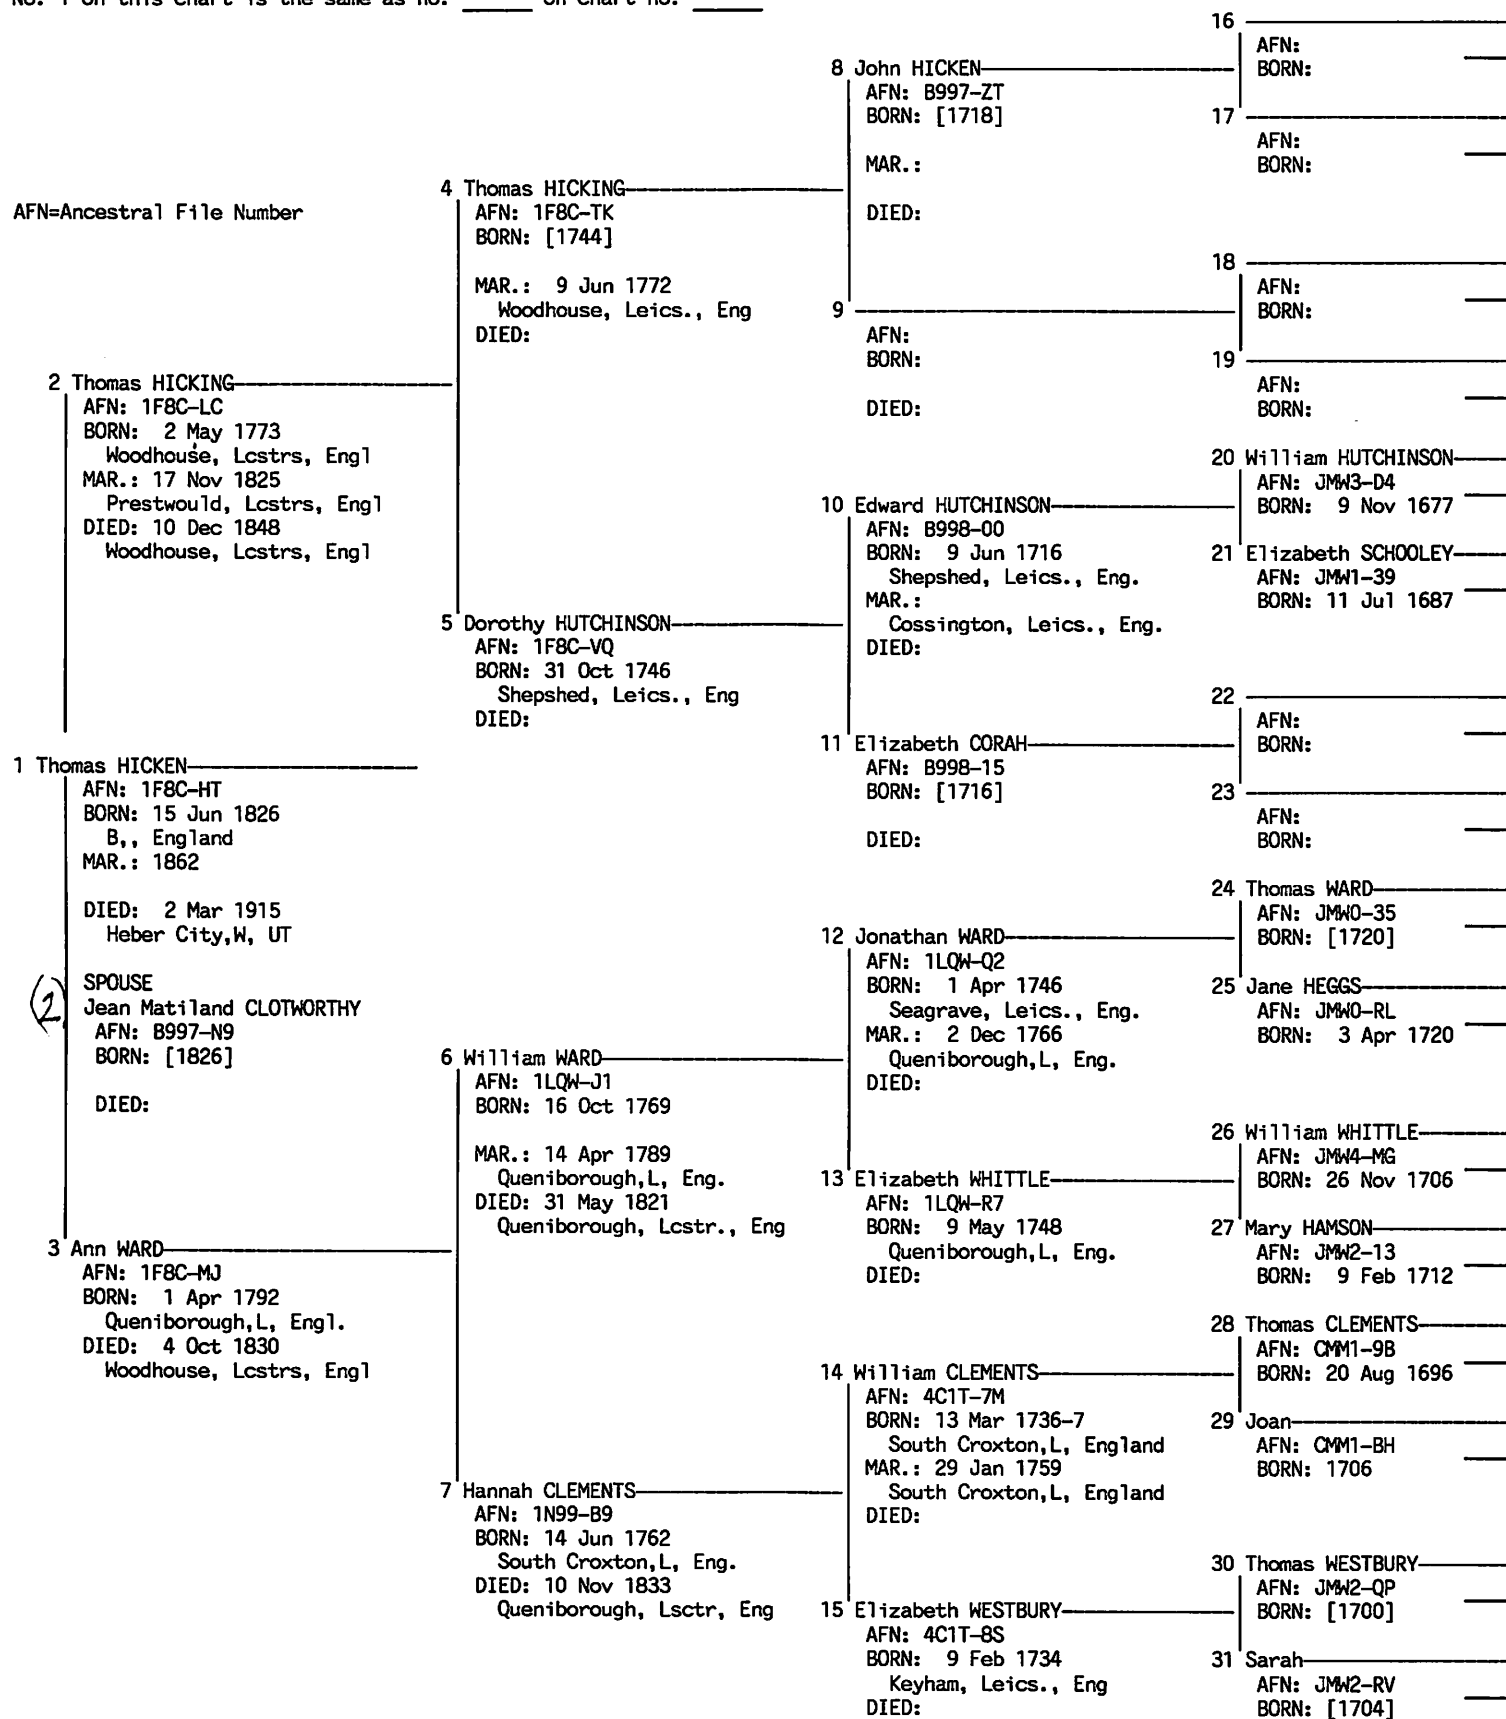 No. 1 on this chart is the same as no. ______ on chart no. ______
AFN=Ancestral File Number
1 Thomas HICKEN
AFN: 1F8C-HT
BORN: 15 Jun 1826
B,, England
MAR.: 1862
DIED: 2 Mar 1915
Heber City,W, UT
(2)
SPOUSE
Jean Matiland CLOTWORTHY
AFN: B997-N9
BORN: [1826]
DIED:
2 Thomas HICKING
AFN: 1F8C-LC
BORN: 2 May 1773
Woodhouse, Lcstrs, Engl
MAR.: 17 Nov 1825
Prestwould, Lcstrs, Engl
DIED: 10 Dec 1848
Woodhouse, Lcstrs, Engl
3 Ann WARD
AFN: 1F8C-MJ
BORN: 1 Apr 1792
Queniborough,L, Engl.
DIED: 4 Oct 1830
Woodhouse, Lcstrs, Engl
4 Thomas HICKING
AFN: 1F8C-TK
BORN: [1744]
MAR.: 9 Jun 1772
Woodhouse, Leics., Eng
DIED:
5 Dorothy HUTCHINSON
AFN: 1F8C-VQ
BORN: 31 Oct 1746
Shepshed, Leics., Eng
DIED:
6 William WARD
AFN: 1LQW-J1
BORN: 16 Oct 1769
MAR.: 14 Apr 1789
Queniborough,L, Eng.
DIED: 31 May 1821
Queniborough, Lcstr., Eng
7 Hannah CLEMENTS
AFN: 1N99-B9
BORN: 14 Jun 1762
South Croxton,L, Eng.
DIED: 10 Nov 1833
Queniborough, Lsctr, Eng
8 John HICKEN
AFN: B997-ZT
BORN: [1718]
MAR.:
DIED:
9
AFN:
BORN:
DIED:
10 Edward HUTCHINSON
AFN: B998-00
BORN: 9 Jun 1716
Shepshed, Leics., Eng.
MAR.:
Cossington, Leics., Eng.
DIED:
11 Elizabeth CORAH
AFN: B998-15
BORN: [1716]
DIED:
12 Jonathan WARD
AFN: 1LQW-Q2
BORN: 1 Apr 1746
Seagrave, Leics., Eng.
MAR.: 2 Dec 1766
Queniborough,L, Eng.
DIED:
13 Elizabeth WHITTLE
AFN: 1LQW-R7
BORN: 9 May 1748
Queniborough,L, Eng.
DIED:
14 William CLEMENTS
AFN: 4C1T-7M
BORN: 13 Mar 1736-7
South Croxton,L, England
MAR.: 29 Jan 1759
South Croxton,L, England
DIED:
15 Elizabeth WESTBURY
AFN: 4C1T-8S
BORN: 9 Feb 1734
Keyham, Leics., Eng
DIED:
16
AFN:
BORN:
17
AFN:
BORN:
18
AFN:
BORN:
19
AFN:
BORN:
20 William HUTCHINSON
AFN: JMW3-D4
BORN: 9 Nov 1677
21 Elizabeth SCHOOLEY
AFN: JMW1-39
BORN: 11 Jul 1687
22
AFN:
BORN:
23
AFN:
BORN:
24 Thomas WARD
AFN: JMW0-35
BORN: [1720]
25 Jane HEGGS
AFN: JMW0-RL
BORN: 3 Apr 1720
26 William WHITTLE
AFN: JMW4-MG
BORN: 26 Nov 1706
27 Mary HAMSON
AFN: JMW2-13
BORN: 9 Feb 1712
28 Thomas CLEMENTS
AFN: CMM1-9B
BORN: 20 Aug 1696
29 Joan
AFN: CMM1-BH
BORN: 1706
30 Thomas WESTBURY
AFN: JMW2-QP
BORN: [1700]
31 Sarah
AFN: JMW2-RV
BORN: [1704]